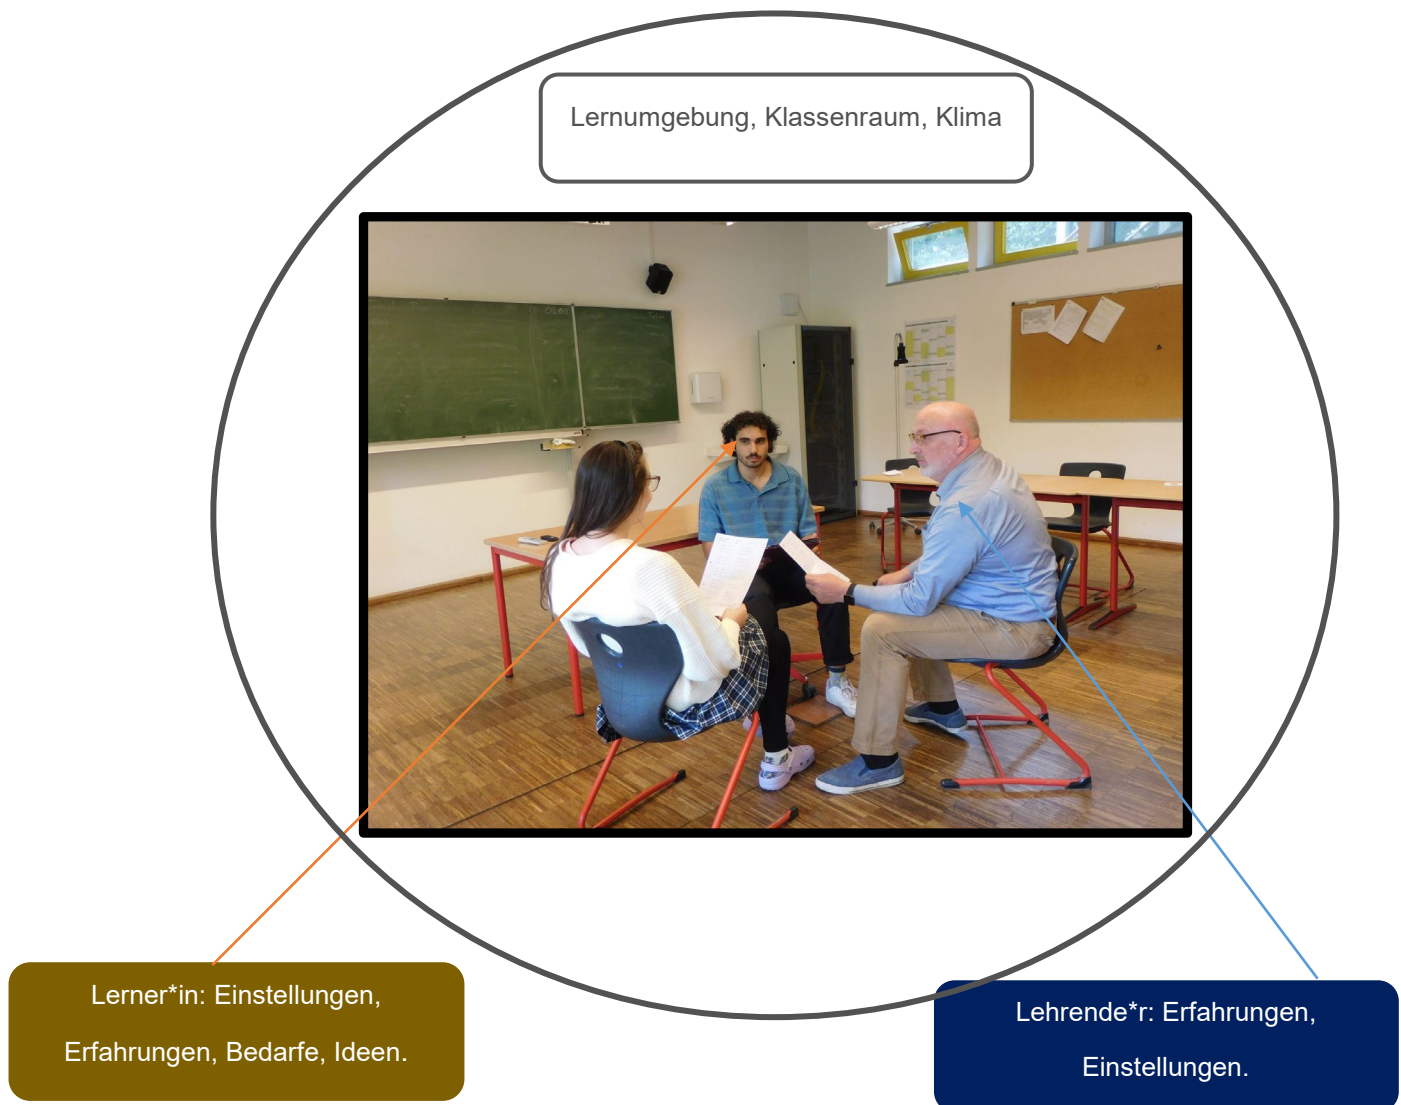 Lernumgebung, Klassenraum, Klima
Lerner*in: Einstellungen,
Erfahrungen, Bedarfe, Ideen.
Lehrende*r: Erfahrungen,
Einstellungen.